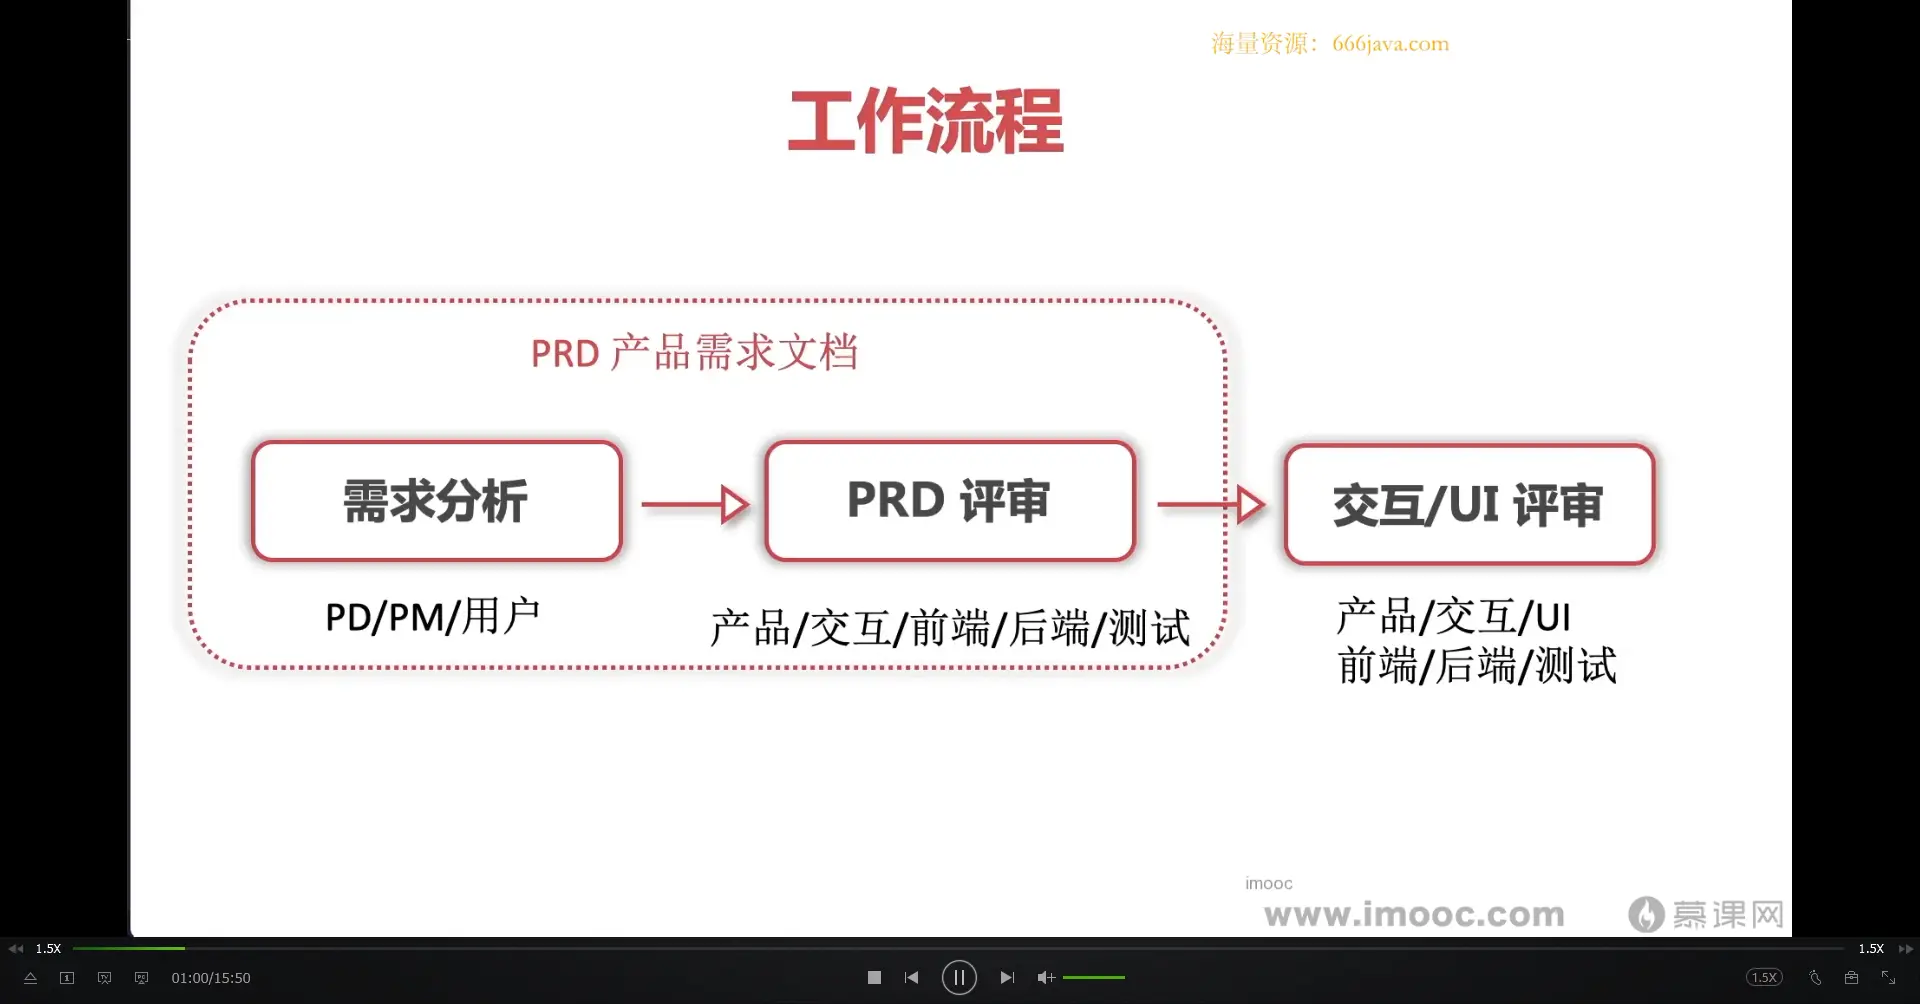 海量资源：666java.com
工作流程
PRD 产品需求文档
需求分析
PRD 评审
交互/UI 评审
PD/PM/用户
产品/交互/前端/后端/测试
产品/交互/UI
前端/后端/测试
imooc
www.imooc.com
慕课网
1.5X
1.5X
01:00/15:50
1.5X